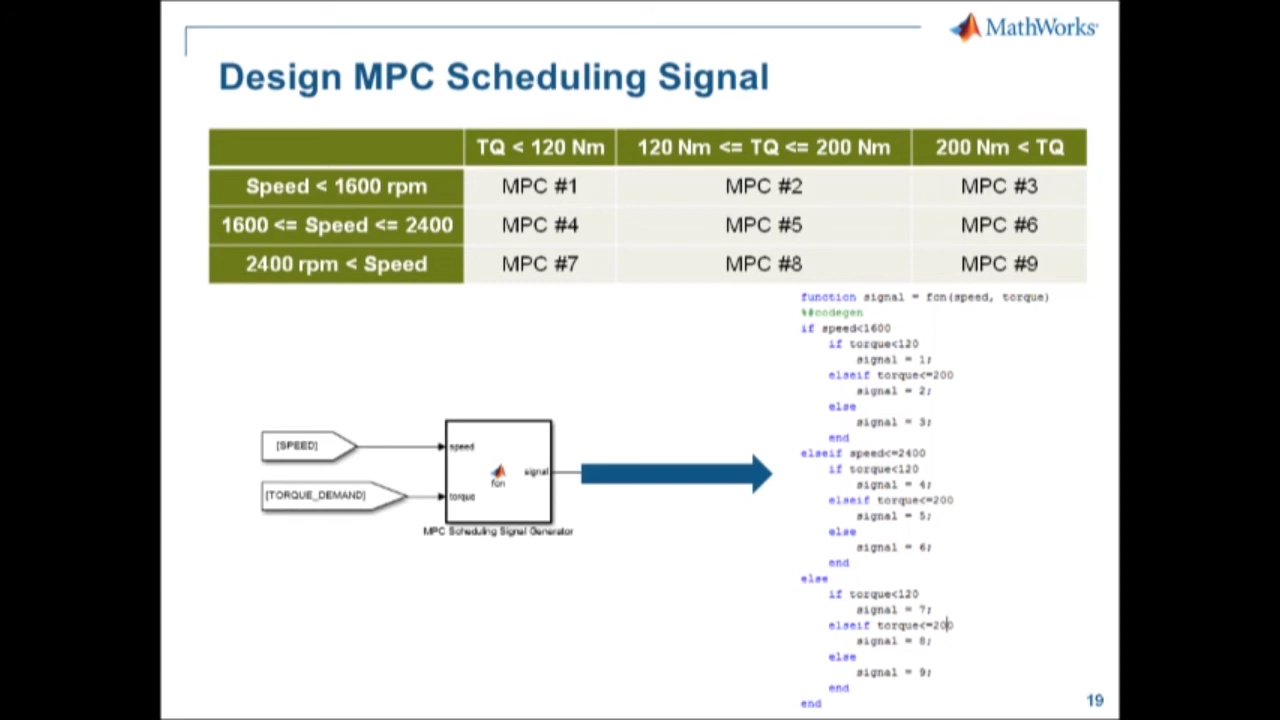 MathWorks®
Design MPC Scheduling Signal
TQ < 120 Nm 120 Nm <= TQ <= 200 Nm 200 Nm < TQ
Speed < 1600 rpm MPC #1 MPC #2 MPC #3
1600 <= Speed <= 2400 MPC #4 MPC #5 MPC #6
2400 rpm < Speed MPC #7 MPC #8 MPC #9
[SPEED]
[TORQUE_DEMAND]
speed
torque
fcn
signal
MPC Scheduling Signal Generator
function signal = fcn(speed, torque)
%#codegen
if speed<1600
if torque<120
signal = 1;
elseif torque<=200
signal = 2;
else
signal = 3;
end
elseif speed<=2400
if torque<120
signal = 4;
elseif torque<=200
signal = 5;
else
signal = 6;
end
else
if torque<120
signal = 7;
elseif torque<=200
signal = 8;
else
signal = 9;
end
end
19